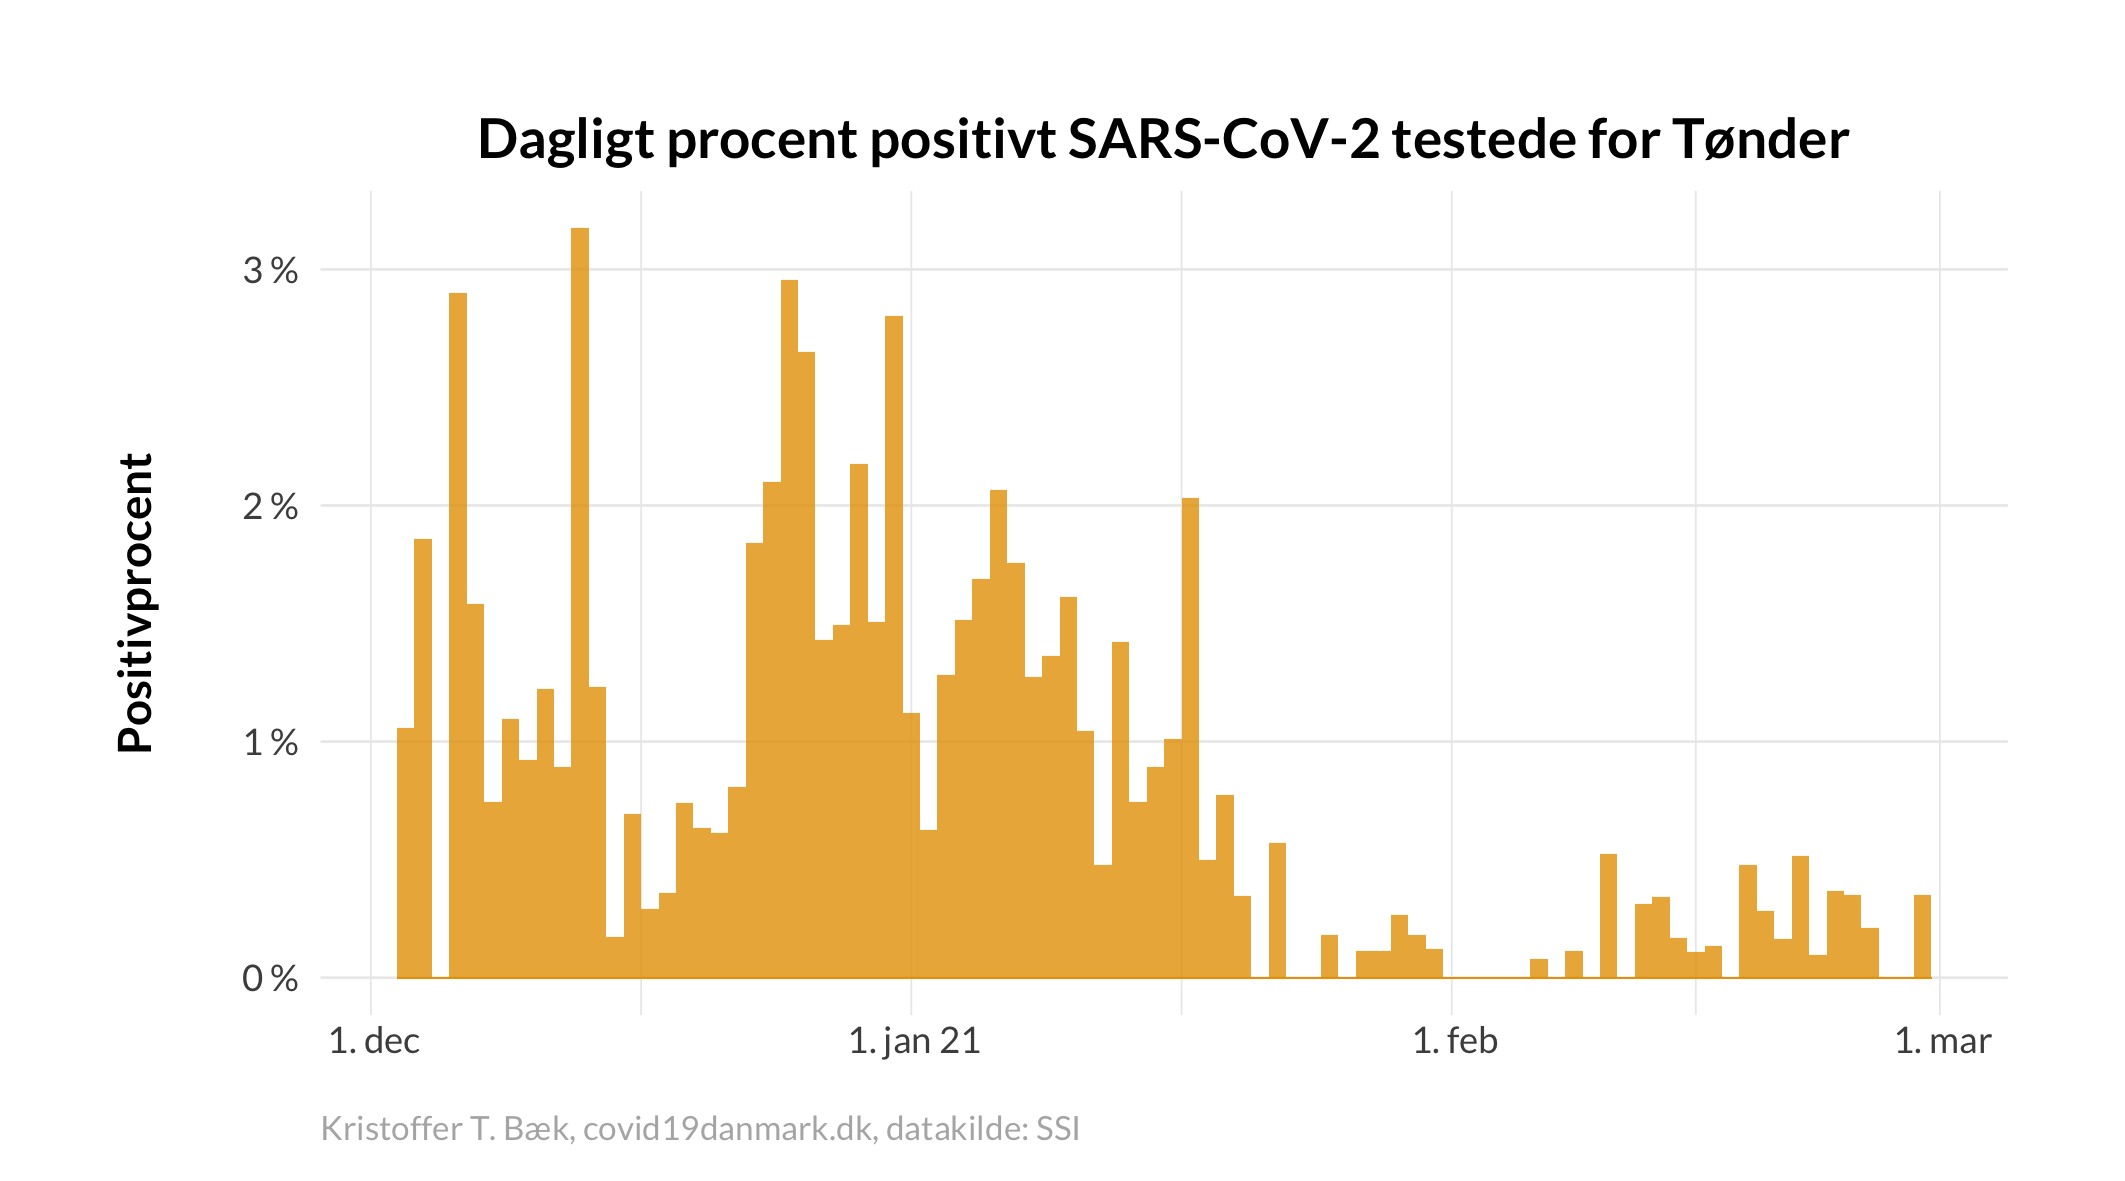 Dagligt procent positivt SARS-CoV-2 testede for Tønder
Positivprocent
3 %
2 %
1 %
0 %
1. dec
1. jan 21
1. feb
1. mar
Kristoffer T. Bæk, covid19danmark.dk, datakilde: SSI